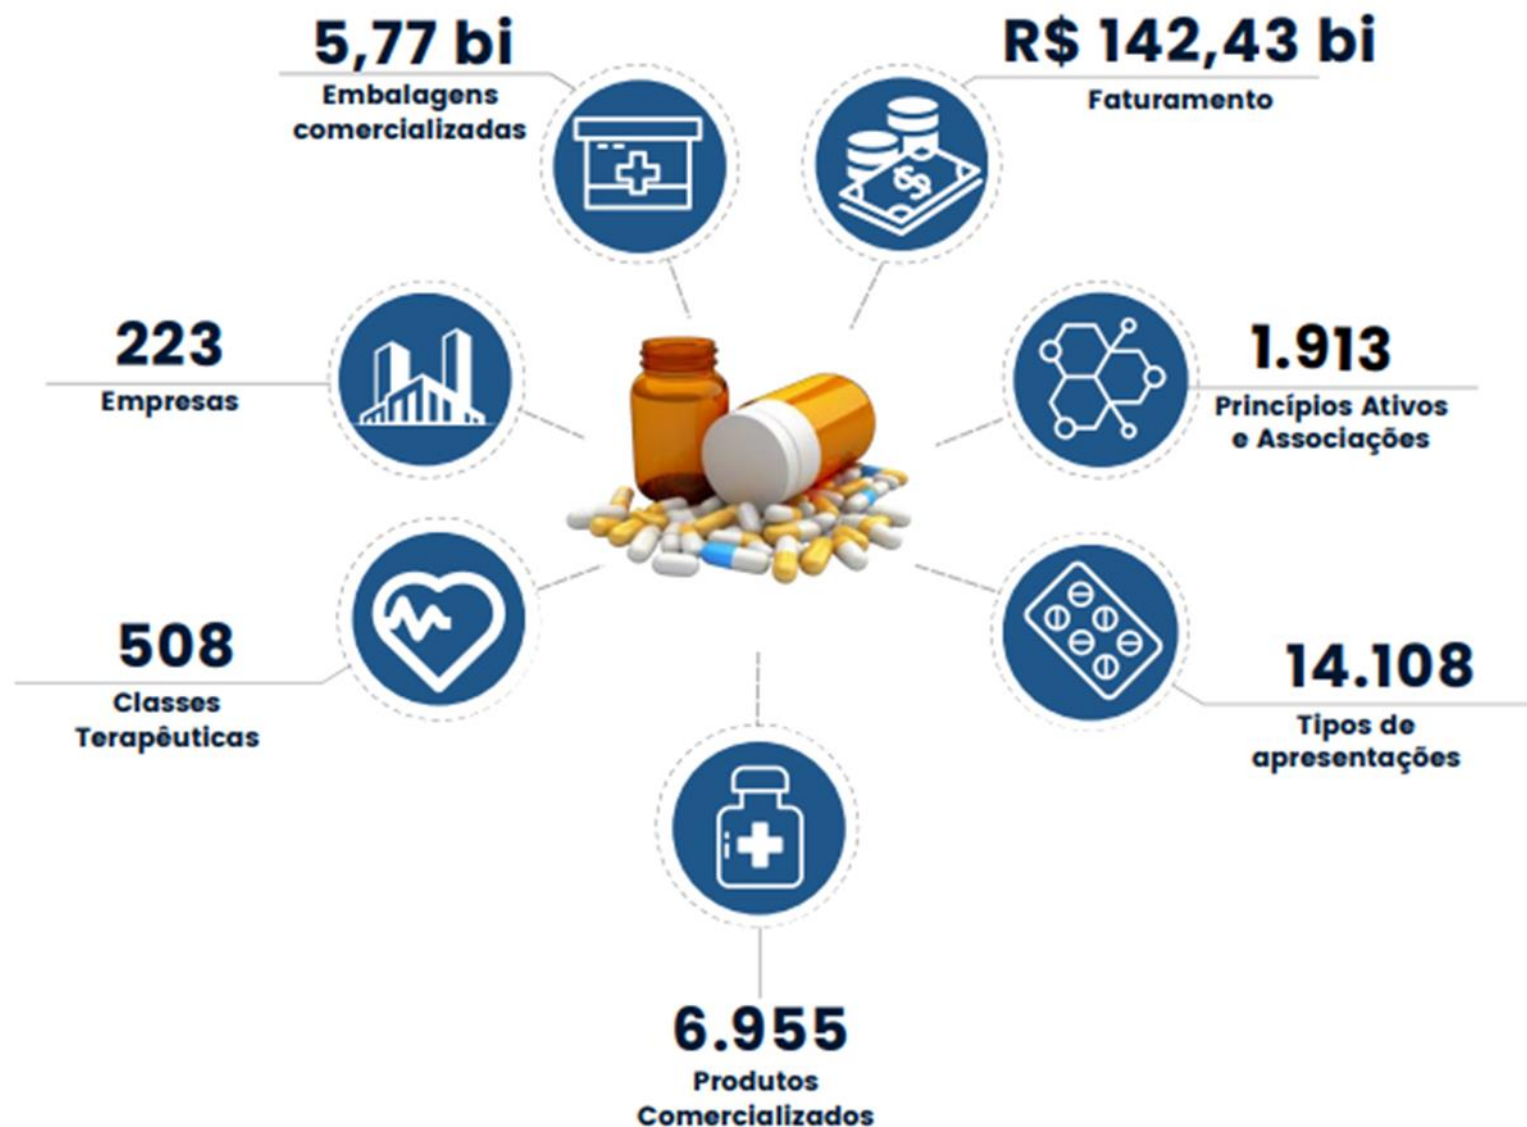 5,77 bi
Embalagens
comercializadas
R$ 142,43 bi
Faturamento
223
Empresas
1.913
Princípios Ativos
e Associações
508
Classes
Terapêuticas
14.108
Tipos de
apresentações
6.955
Produtos
Comercializados